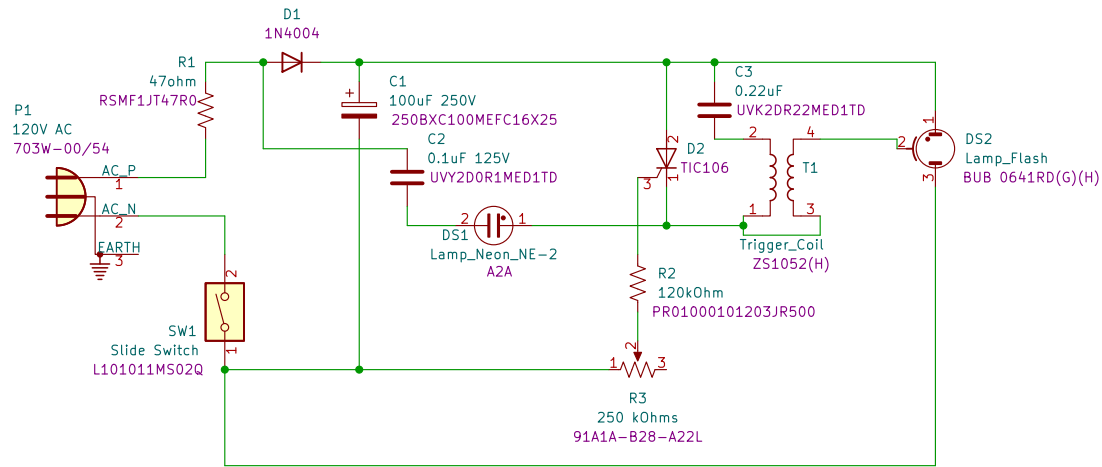 D1
1N4004
R1
47ohm
RSMF1JT47R0
P1
120V AC
703W-00/54
AC_P
1
AC_N
2
EARTH
3
+
C1
100uF 250V
250BXC100MEFC16X25
C2
0.1uF 125V
UVY2D0R1MED1TD
2
1
DS1
Lamp_Neon_NE-2
A2A
2
D2
TIC106
3
1
C3
0.22uF
UVK2DR22MED1TD
2
4
T1
1
3
Trigger_Coil
ZS1052(H)
1
2
3
DS2
Lamp_Flash
BUB 0641RD(G)(H)
2
SW1
Slide Switch
L101011MS02Q
1
R2
120kOhm
PR01000101203JR500
2
1
3
R3
250 kOhms
91A1A-B28-A22L